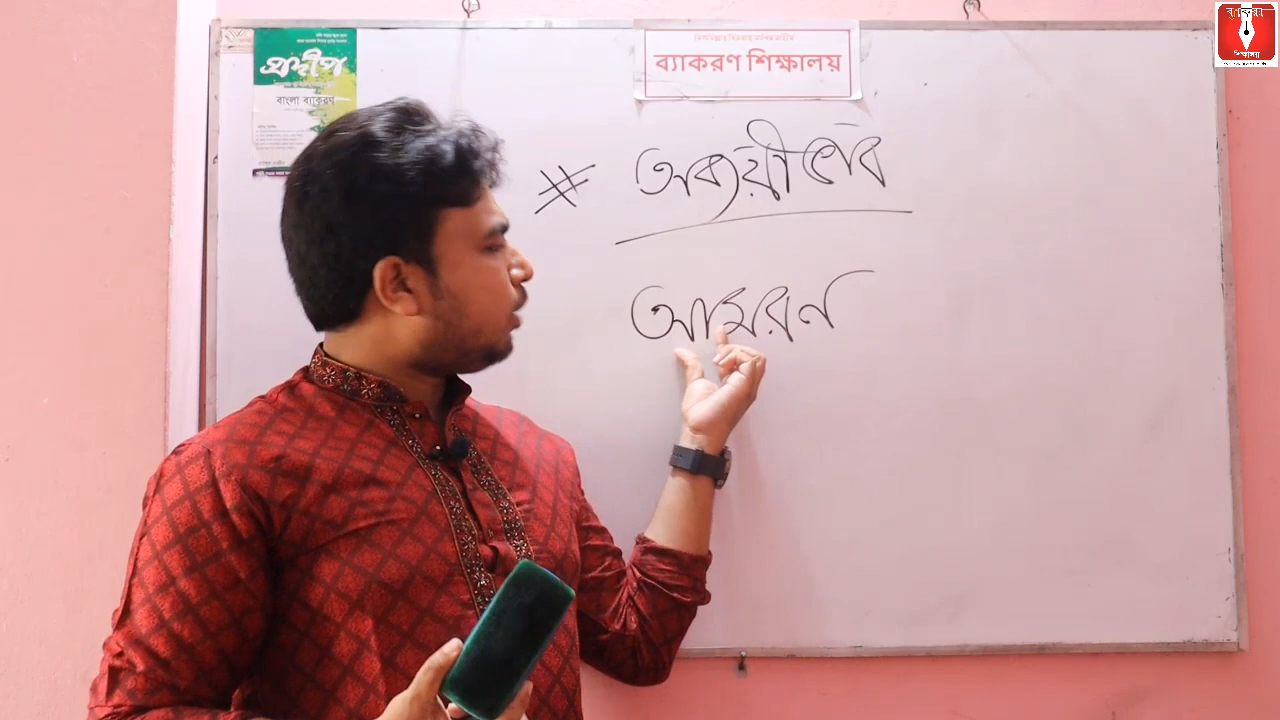 ব্যাকরণ শিক্ষালয়
প্রদীপ
বাংলা ব্যাকরণ
# অব্যয়ীভাব
আমরণ